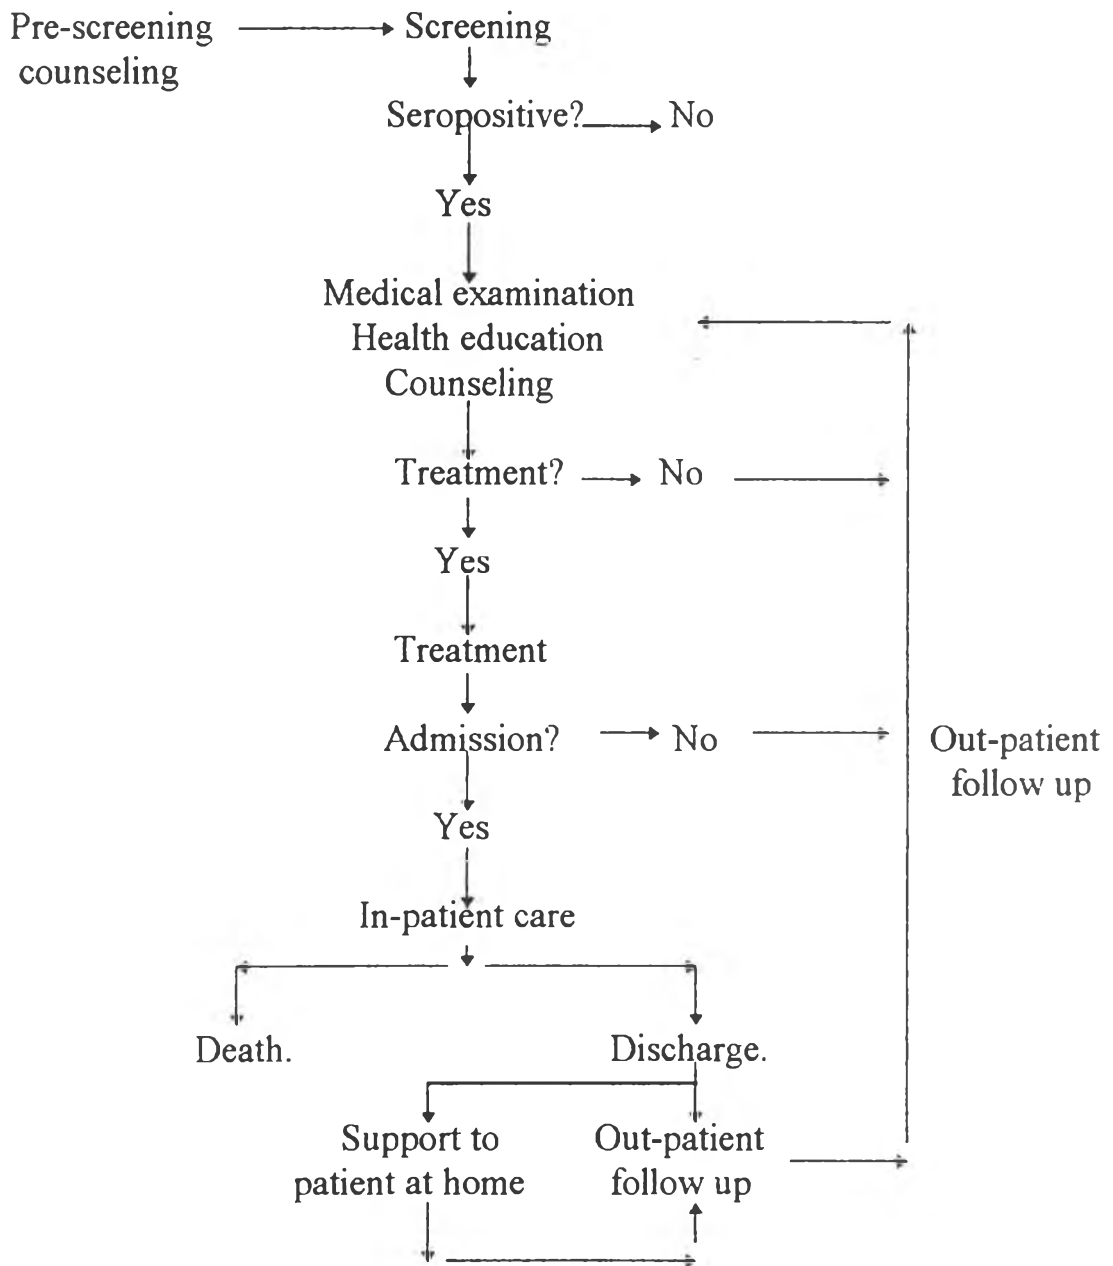 Pre-screening
counseling
Screening
Seropositive?
No
Yes
Medical examination
Health education
Counseling
Treatment?
No
Yes
Treatment
Admission?
No
Out-patient
follow up
Yes
In-patient care
Death.
Discharge.
Support to
patient at home
Out-patient
follow up